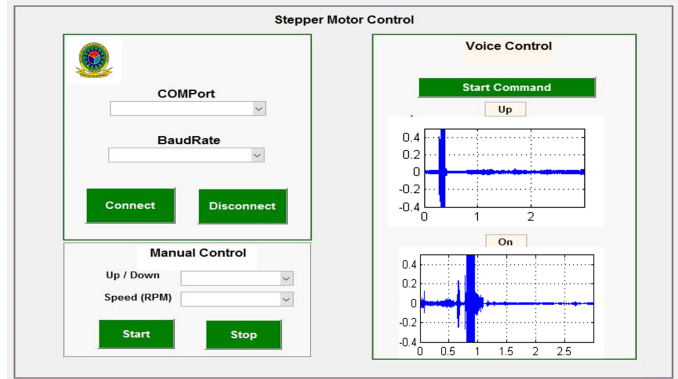 Stepper Motor Control
COMPort
BaudRate
Connect Disconnect
Manual Control
Up / Down
Speed (RPM)
Start Stop
Voice Control
Start Command
Up
0.4
0.2
0
-0.2
-0.4
0 1 2
On
0.4
0.2
0
-0.2
-0.4
0 0.5 1 1.5 2 2.5